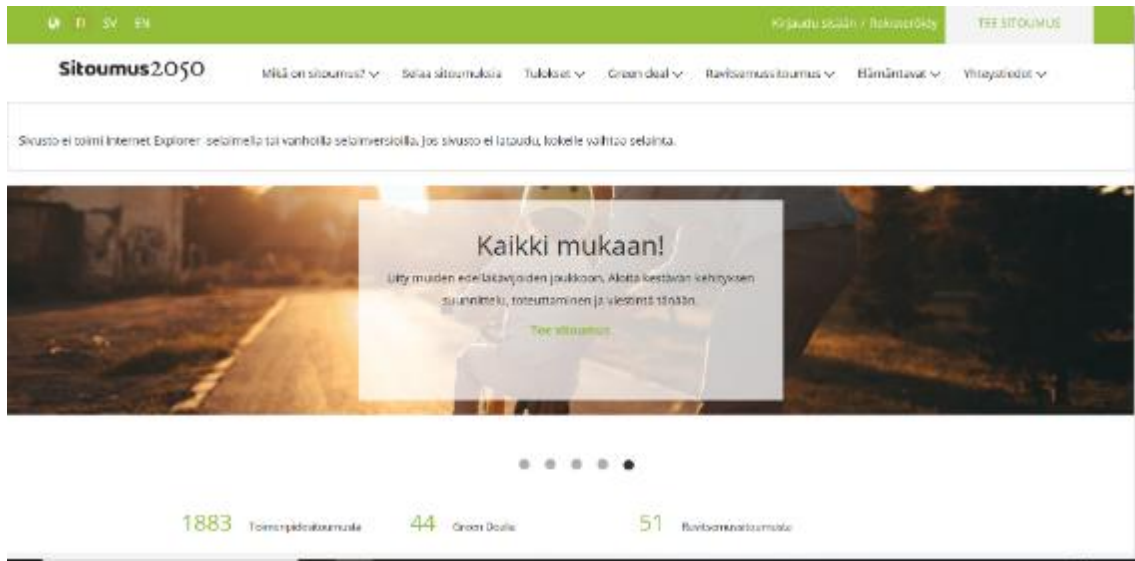 FI SV EN
Kirjaudu sisään / Rekisteröidy TEE SITOUMUS
Sitoumus2050 Mikä on sitoumus? Selaa sitoumuksia Tulokset Green deal Ravitsemussitoumus Elämäntavat Yhteystiedot
Sivusto ei toimi Internet Explorer -selaimella tai vanhoilla selainversioilla. Jos sivusto ei lataudu, kokeile vaihtaa selainta.
Kaikki mukaan!
Liity muiden edelläkävijöiden joukkoon. Aloita kestävän kehityksen
suunnittelu, toteuttaminen ja viestintä tänään.
Tee sitoumus
1883 Toimenpidesitoumusta 44 Green Dealia 51 Ravitsemussitoumusta